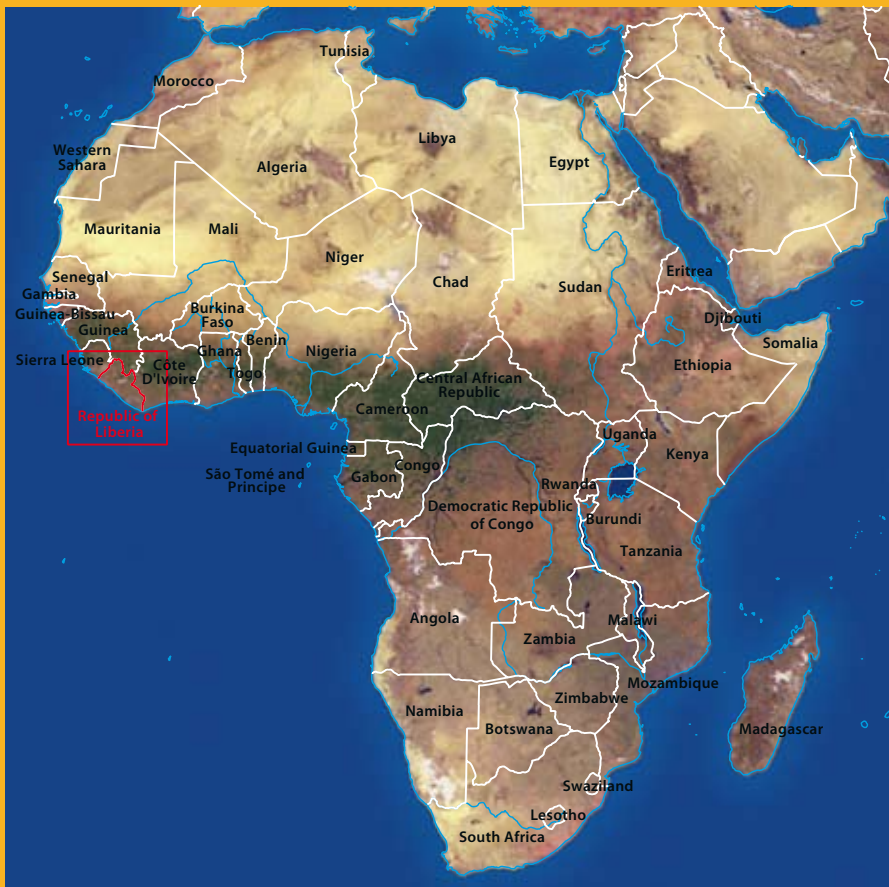 Tunisia
Morocco
Libya
Western
Sahara
Algeria
Egypt
Mauritania
Mali
Niger
Chad
Sudan
Eritrea
Senegal
Gambia
Guinea-Bissau
Guinea
Burkina
Faso
Benin
Djibouti
Somalia
Sierra Leone
Côte
D'Ivoire
Ghana
Togo
Nigeria
Ethiopia
Central African
Republic
Cameroon
Republic of
Liberia
Uganda
Kenya
Equatorial Guinea
São Tomé and
Principe
Gabon
Congo
Rwanda
Democratic Republic
of Congo
Burundi
Tanzania
Angola
Zambia
Malawi
Mozambique
Zimbabwe
Namibia
Botswana
Madagascar
Swaziland
Lesotho
South Africa